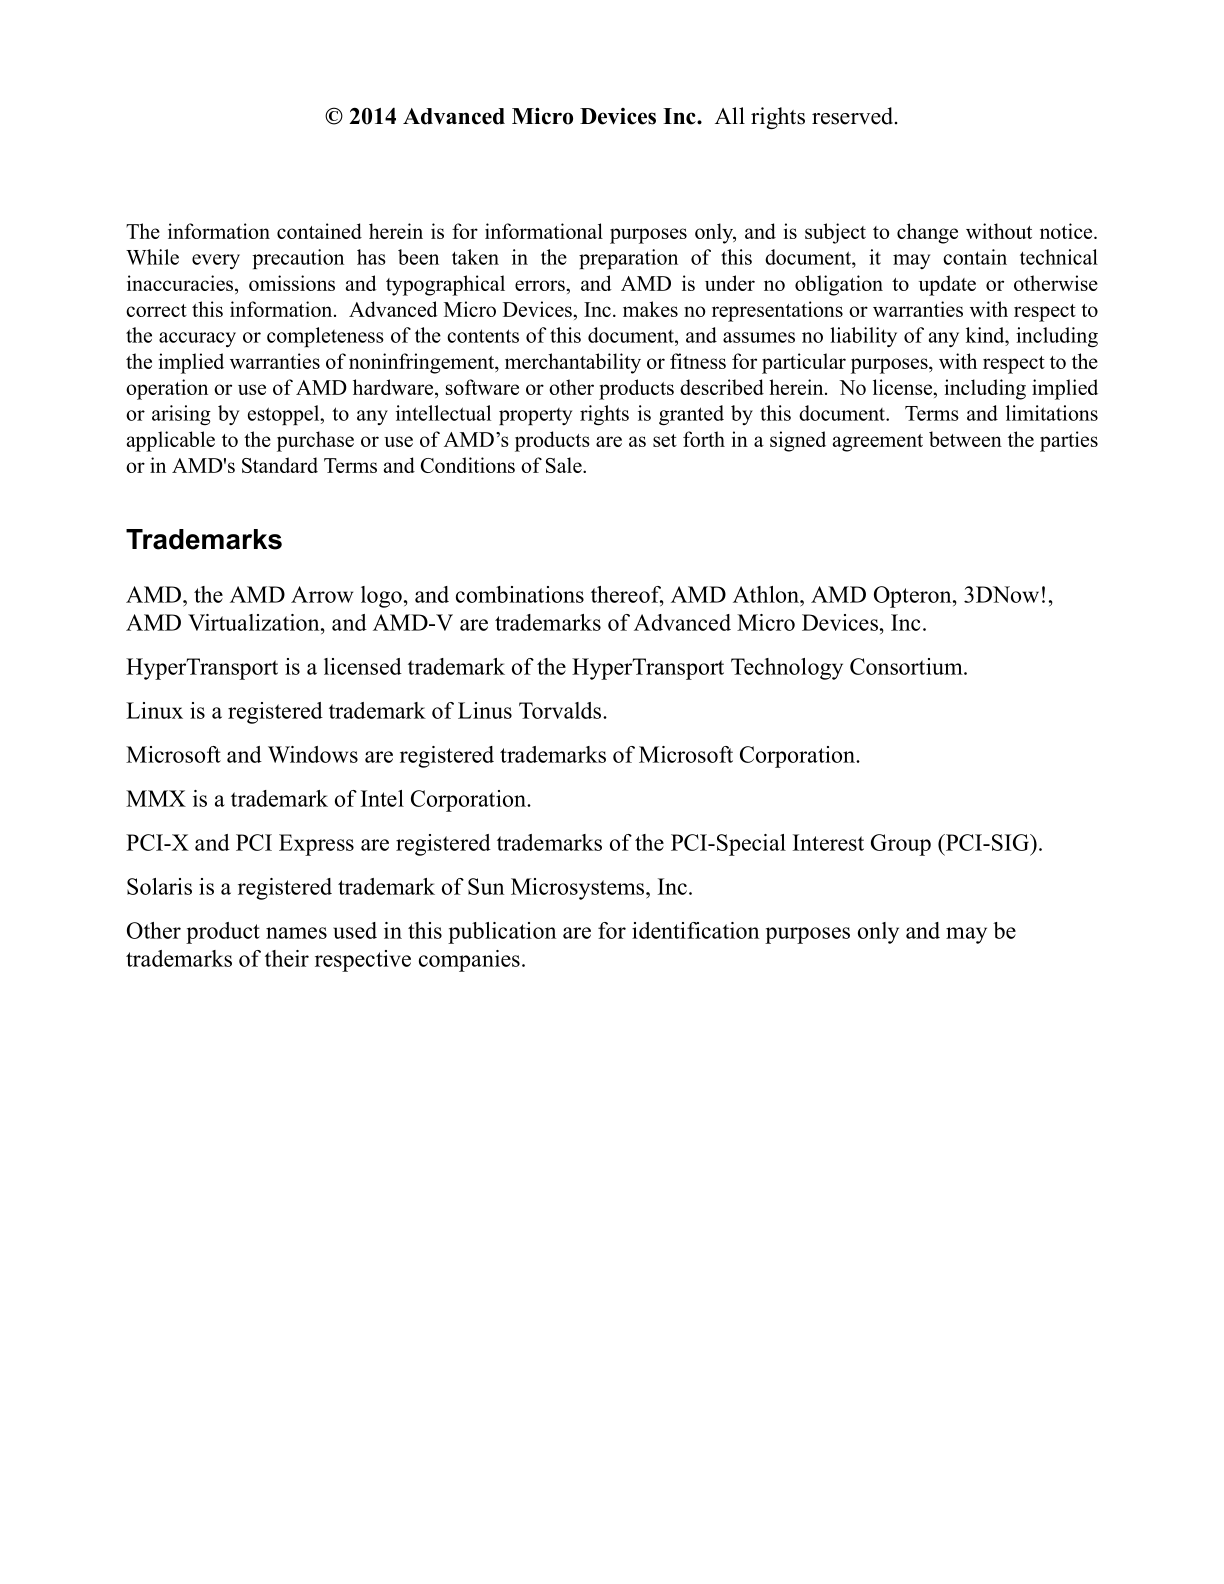 © 2014 Advanced Micro Devices Inc. All rights reserved.
The information contained herein is for informational purposes only, and is subject to change without notice.
While every precaution has been taken in the preparation of this document, it may contain technical
inaccuracies, omissions and typographical errors, and AMD is under no obligation to update or otherwise
correct this information. Advanced Micro Devices, Inc. makes no representations or warranties with respect to
the accuracy or completeness of the contents of this document, and assumes no liability of any kind, including
the implied warranties of noninfringement, merchantability or fitness for particular purposes, with respect to the
operation or use of AMD hardware, software or other products described herein. No license, including implied
or arising by estoppel, to any intellectual property rights is granted by this document. Terms and limitations
applicable to the purchase or use of AMD’s products are as set forth in a signed agreement between the parties
or in AMD's Standard Terms and Conditions of Sale.
Trademarks
AMD, the AMD Arrow logo, and combinations thereof, AMD Athlon, AMD Opteron, 3DNow!,
AMD Virtualization, and AMD-V are trademarks of Advanced Micro Devices, Inc.
HyperTransport is a licensed trademark of the HyperTransport Technology Consortium.
Linux is a registered trademark of Linus Torvalds.
Microsoft and Windows are registered trademarks of Microsoft Corporation.
MMX is a trademark of Intel Corporation.
PCI-X and PCI Express are registered trademarks of the PCI-Special Interest Group (PCI-SIG).
Solaris is a registered trademark of Sun Microsystems, Inc.
Other product names used in this publication are for identification purposes only and may be
trademarks of their respective companies.